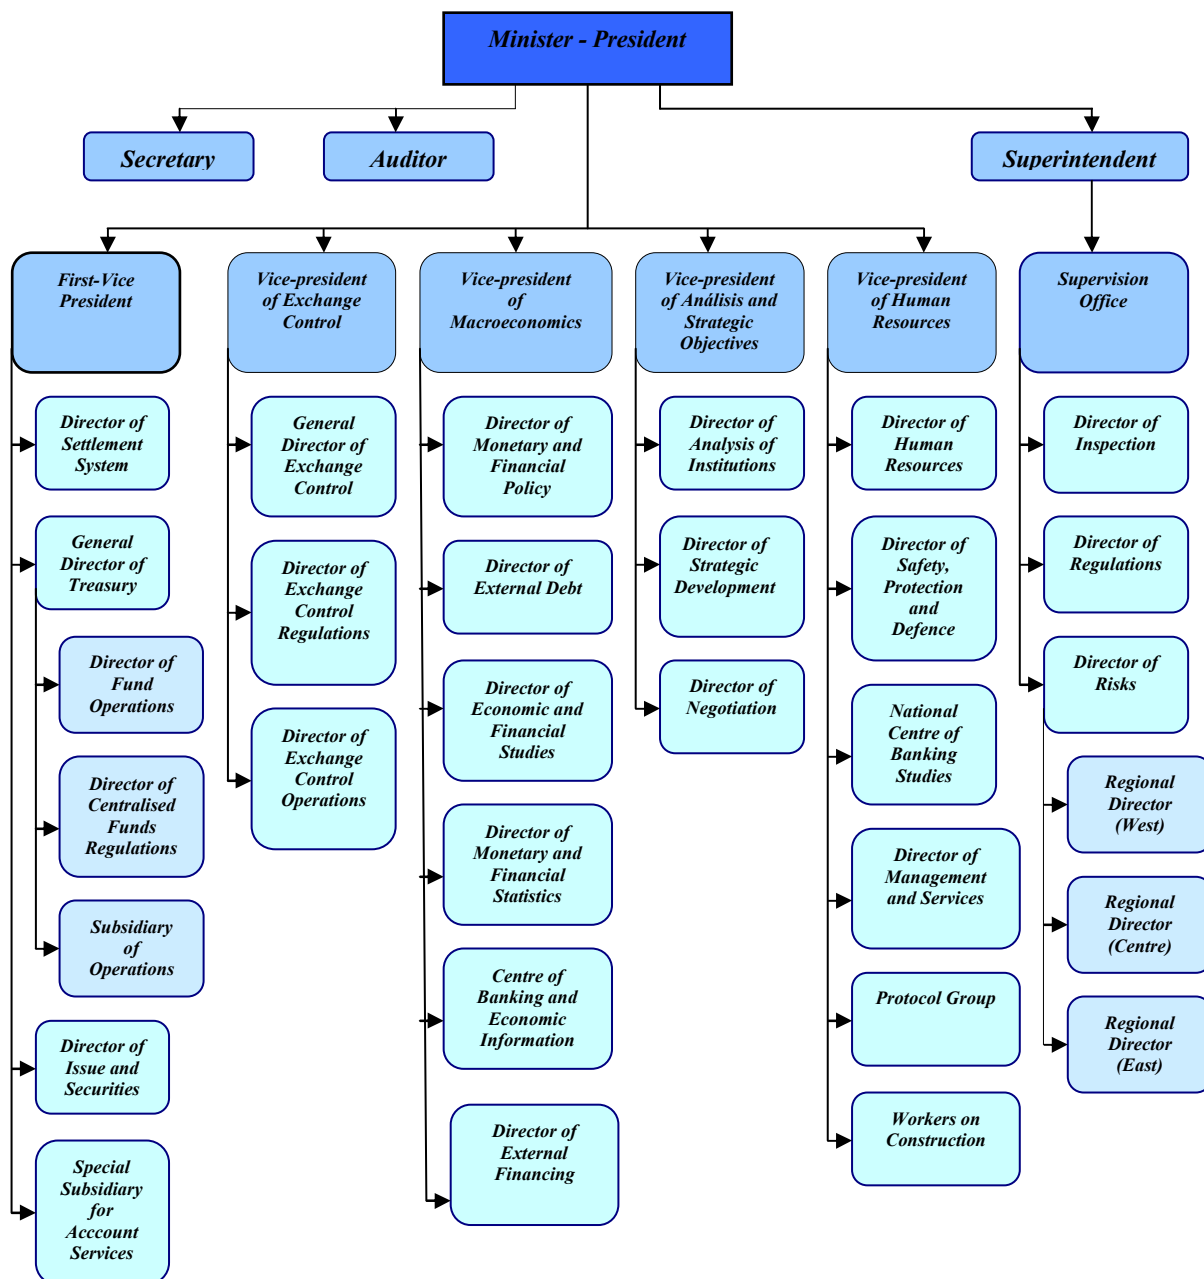 Minister - President
Secretary
Auditor
Superintendent
First-Vice
President
Vice-president
of Exchange
Control
Vice-president
of
Macroeconomics
Vice-president
of Análisis and
Strategic
Objectives
Vice-president
of Human
Resources
Supervision
Office
Director of
Settlement
System
General
Director of
Treasury
Director of
Fund
Operations
Director of
Centralised
Funds
Regulations
Subsidiary
of
Operations
Director of
Issue and
Securities
Special
Subsidiary
for
Acccount
Services
General
Director of
Exchange
Control
Director of
Exchange
Control
Regulations
Director of
Exchange
Control
Operations
Director of
Monetary and
Financial
Policy
Director of
External Debt
Director of
Economic and
Financial
Studies
Director of
Monetary and
Financial
Statistics
Centre of
Banking and
Economic
Information
Director of
External
Financing
Director of
Analysis of
Institutions
Director of
Strategic
Development
Director of
Negotiation
Director of
Human
Resources
Director of
Safety,
Protection
and
Defence
National
Centre of
Banking
Studies
Director of
Management
and Services
Protocol Group
Workers on
Construction
Director of
Inspection
Director of
Regulations
Director of
Risks
Regional
Director
(West)
Regional
Director
(Centre)
Regional
Director
(East)